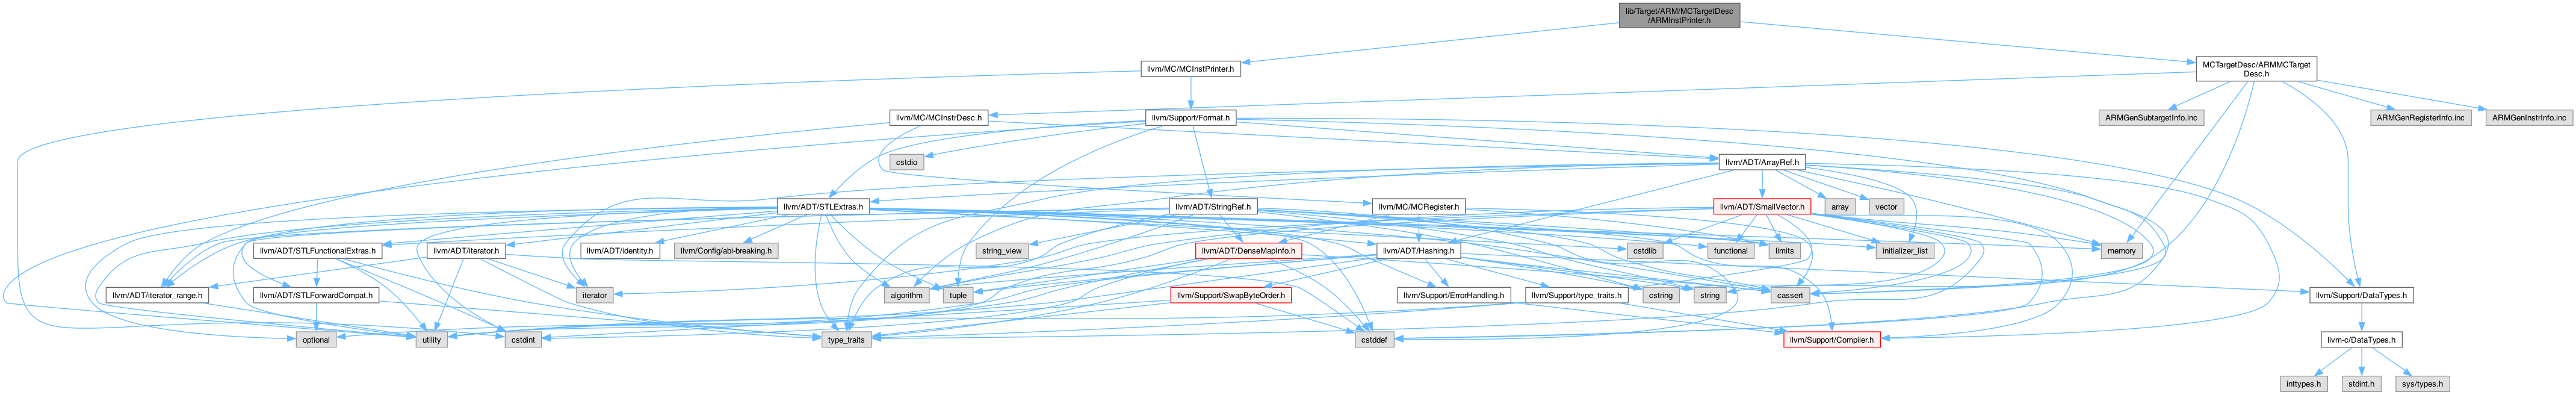 lib/Target/ARM/MCTargetDesc
/ARMInstPrinter.h
llvm/MC/MCInstPrinter.h
MCTargetDesc/ARMMCTarget
Desc.h
llvm/MC/MCInstrDesc.h
llvm/Support/Format.h
ARMGenSubtargetInfo.inc
ARMGenRegisterInfo.inc
ARMGenInstrInfo.inc
cstdio
llvm/ADT/ArrayRef.h
llvm/ADT/STLExtras.h
llvm/ADT/StringRef.h
llvm/MC/MCRegister.h
llvm/ADT/SmallVector.h
array
vector
llvm/ADT/STLFunctionalExtras.h
llvm/ADT/iterator.h
llvm/ADT/identity.h
llvm/Config/abi-breaking.h
string_view
llvm/ADT/DenseMapInfo.h
llvm/ADT/Hashing.h
cstdlib
functional
limits
initializer_list
memory
llvm/ADT/iterator_range.h
llvm/ADT/STLForwardCompat.h
iterator
algorithm
tuple
llvm/Support/SwapByteOrder.h
llvm/Support/ErrorHandling.h
llvm/Support/type_traits.h
cstring
string
cassert
llvm/Support/DataTypes.h
optional
utility
cstdint
type_traits
cstddef
llvm/Support/Compiler.h
llvm-c/DataTypes.h
inttypes.h
stdint.h
sys/types.h